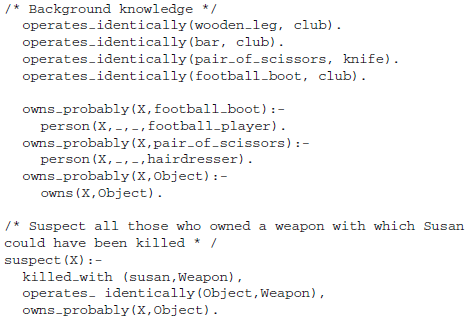 /* Background knowledge */
operates_identically(wooden_leg, club).
operates_identically(bar, club).
operates_identically(pair_of_scissors, knife).
operates_identically(football_boot, club).
owns_probably(X,football_boot):-
person(X,_,_,football_player).
owns_probably(X,pair_of_scissors):-
person(X,_,_,hairdresser).
owns_probably(X,Object):-
owns(X,Object).
/* Suspect all those who owned a weapon with which Susan
could have been killed * /
suspect(X):-
killed_with (susan,Weapon),
operates_ identically(Object,Weapon),
owns_probably(X,Object).